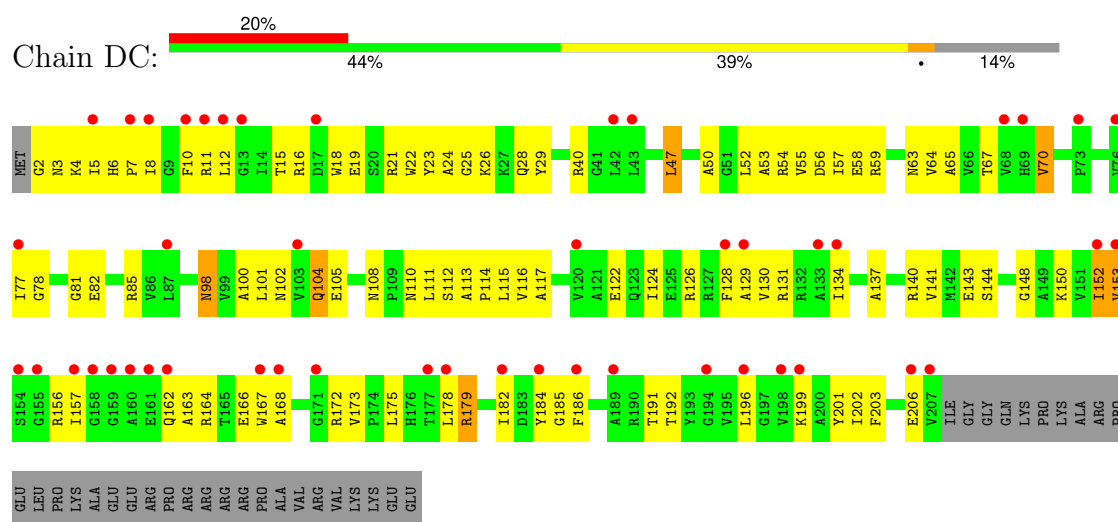 Chain DC:
20%
44% 39% • 14%
MET G2 N3 K4 I5 H6 P7 I8 G9 F10 R11 L12 G13 I14 T15 R16 D17 W18 E19 S20 R21 W22 Y23 A24 G25 K26 K27 Q28 Y29 R40 G41 L42 L43 L47 A50 G51 L52 A53 R54 V55 D56 I57 E58 R59 N63 V64 A65 V66 T67 V68 H69 V70 P73 V76
I77 G78 G81 E82 R85 V86 L87 N98 V99 A100 L101 N102 V103 Q104 E105 N108 P109 N110 L111 S112 A113 P114 L115 V116 A117 V120 A121 E122 Q123 I124 E125 R126 R127 F128 A129 V130 R131 R132 A133 I134 A137 R140 V141 M142 E143 S144 G148 A149 K150 V151 I152 V153
S154 G155 R156 I157 G158 G159 A160 E161 Q162 A163 R164 T165 E166 W167 A168 G171 R172 V173 P174 L175 H176 T177 L178 R179 I182 D183 Y184 G185 F186 A189 R190 T191 T192 Y193 G194 V195 L196 G197 V198 K199 A200 Y201 I202 F203 E206 V207 ILE GLY GLY GLN LYS PRO LYS ALA ARG PRO
GLU LEU PRO LYS ALA GLU GLU ARG PRO ARG ARG ARG ARG PRO ALA VAL ARG VAL LYS LYS GLU GLU